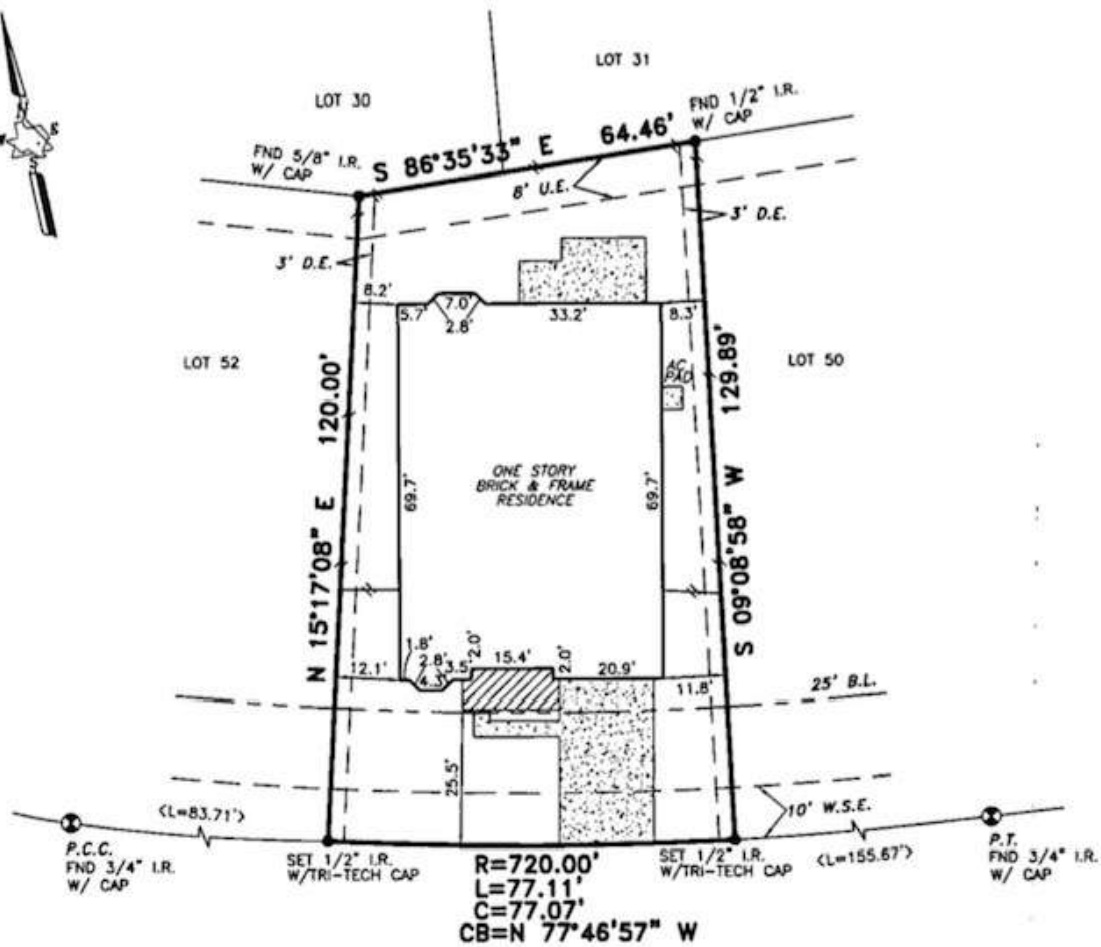 LOT 31
LOT 30
FND 1/2" I.R.
W/ CAP
FND 5/8" I.R.
W/ CAP
S 86°35'33" E 64.46'
8' U.E.
3' D.E.
3' D.E.
8.2'
5.7'
7.0'
2.8'
33.2'
8.3'
LOT 52
LOT 50
AC
PAD
N 15°17'08" E 120.00'
S 09°08'58" W 129.89'
69.7'
ONE STORY
BRICK & FRAME
RESIDENCE
69.7'
12.1'
1.8'
2.8'
4.3'
3.5'
2.0'
15.4'
2.0'
20.9'
11.8'
25' B.L.
25.5'
10' W.S.E.
<L=83.71'>
P.C.C.
FND 3/4" I.R.
W/ CAP
SET 1/2" I.R.
W/TRI-TECH CAP
R=720.00'
L=77.11'
C=77.07'
CB=N 77°46'57" W
SET 1/2" I.R.
W/TRI-TECH CAP
<L=155.67'>
P.T.
FND 3/4" I.R.
W/ CAP